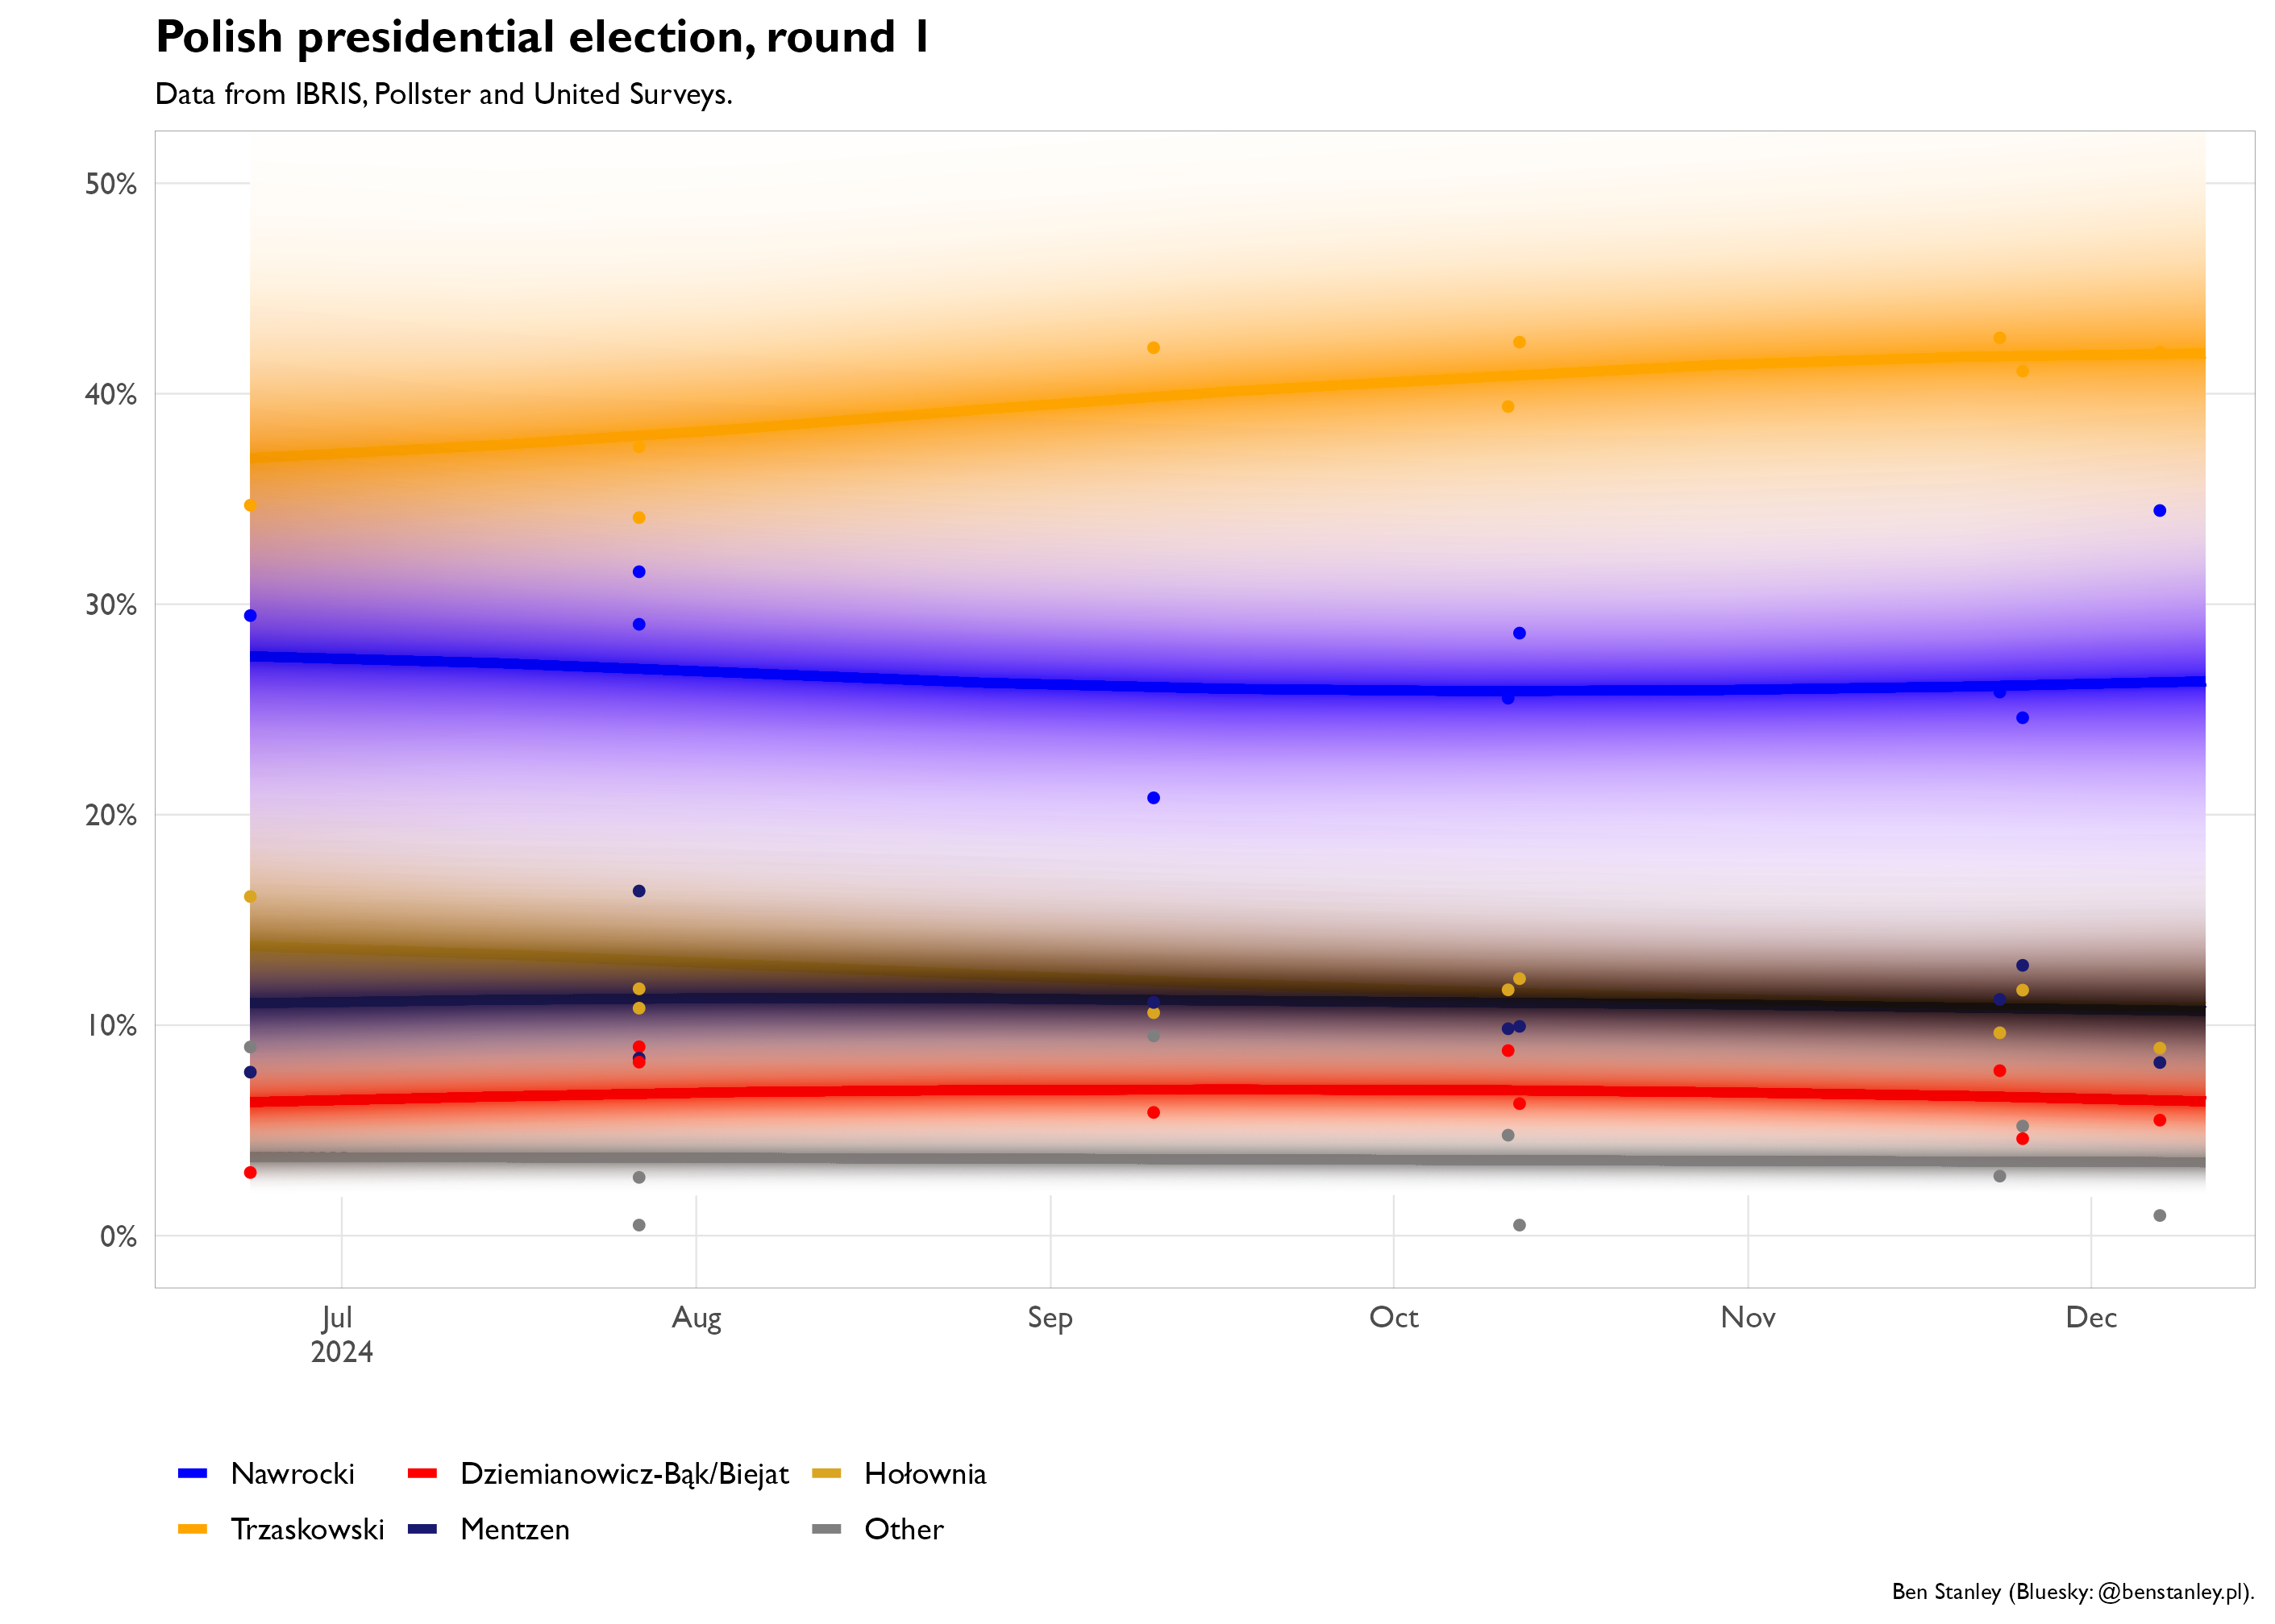 Polish presidential election, round 1
Data from IBRIS, Pollster and United Surveys.
50%
40%
30%
20%
10%
0%
Jul Aug Sep Oct Nov Dec
2024
Nawrocki Dziemianowicz-Bąk/Biejat Hołownia
Trzaskowski Mentzen Other
Ben Stanley (Bluesky: @benstanley.pl).